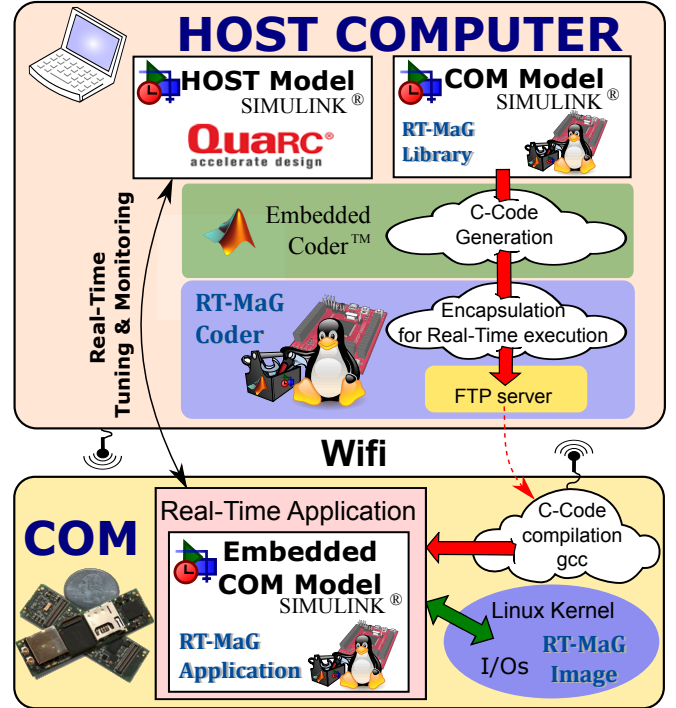 HOST COMPUTER
HOST Model
SIMULINK ®
QUARC®
accelerate design
COM Model
SIMULINK ®
RT-MaG
Library
Real-Time
Tuning & Monitoring
Embedded
Coder™
C-Code
Generation
RT-MaG
Coder
Encapsulation
for Real-Time execution
FTP server
Wifi
COM
Real-Time Application
Embedded
COM Model
SIMULINK ®
RT-MaG
Application
C-Code
compilation
gcc
Linux Kernel
I/Os
RT-MaG
Image